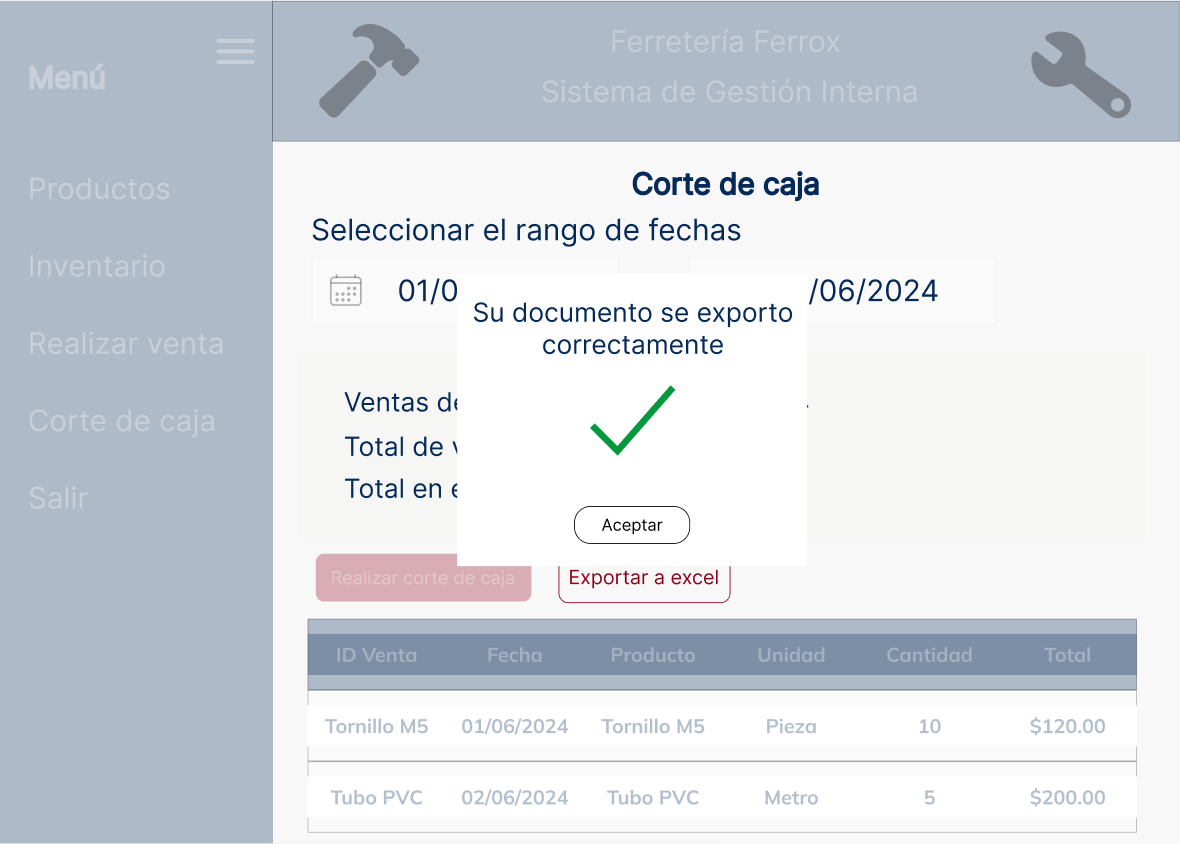 Menú
Productos
Inventario
Realizar venta
Corte de caja
Salir
Ferretería Ferrox
Sistema de Gestión Interna
Corte de caja
Seleccionar el rango de fechas
01/0 /06/2024
Su documento se exporto
correctamente
Aceptar
Ventas de
Total de
Total en
Realizar corte de caja Exportar a excel
ID Venta Fecha Producto Unidad Cantidad Total
Tornillo M5 01/06/2024 Tornillo M5 Pieza 10 $120.00
Tubo PVC 02/06/2024 Tubo PVC Metro 5 $200.00